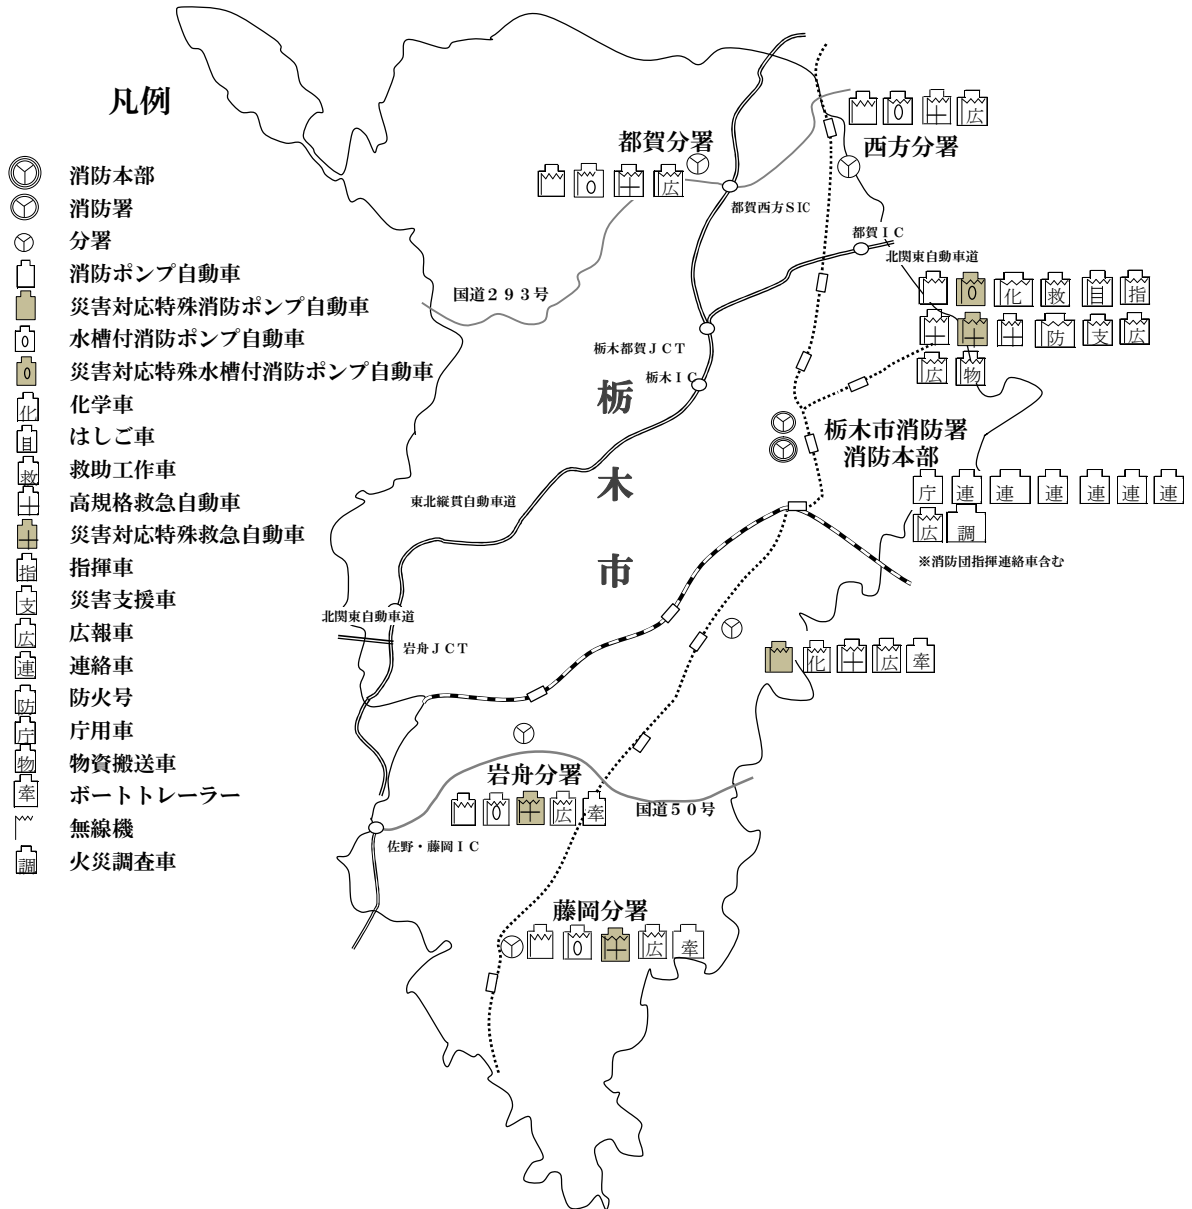 凡例
消防本部
消防署
分署
消防ポンプ自動車
災害対応特殊消防ポンプ自動車
水槽付消防ポンプ自動車
災害対応特殊水槽付消防ポンプ自動車
化 化学車
目 はしご車
救 救助工作車
高規格救急自動車
災害対応特殊救急自動車
指 指揮車
支 災害支援車
広 広報車
連 連絡車
防 防火号
庁 庁用車
物 物資搬送車
牽 ボートトレーラー
無線機
調 火災調査車
都賀分署
広
広
西方分署
都賀西方ＳＩＣ
都賀ＩＣ
北関東自動車道
化 救 目 指
防 支 広
広 物
国道２９３号
栃木都賀ＪＣＴ
栃木ＩＣ
栃
木
市
栃木市消防署
消防本部
庁 連 連 連 連 連 連
広 調
※消防団指揮連絡車含む
東北縦貫自動車道
北関東自動車道
岩舟ＪＣＴ
化 広 牽
岩舟分署
広 牽
国道５０号
佐野・藤岡ＩＣ
藤岡分署
広 牽